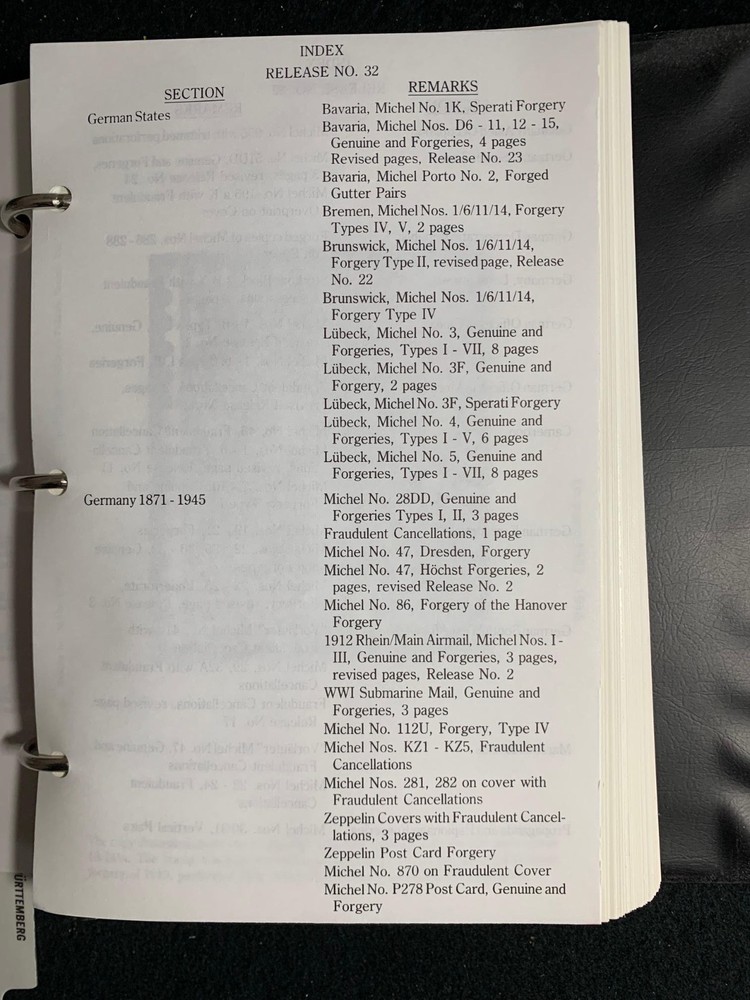 INDEX
RELEASE NO. 32
SECTION
REMARKS
German States
Bavaria, Michel No. 1K, Sperati Forgery
Bavaria, Michel Nos. D6 - 11, 12 - 15,
Genuine and Forgeries, 4 pages
Revised pages, Release No. 23
Bavaria, Michel Porto No. 2, Forged
Gutter Pairs
Bremen, Michel Nos. 1/6/11/14, Forgery
Types IV, V, 2 pages
Brunswick, Michel Nos. 1/6/11/14,
Forgery Type II, revised page, Release
No. 22
Brunswick, Michel Nos. 1/6/11/14,
Forgery Type IV
Lübeck, Michel No. 3, Genuine and
Forgeries, Types I - VII, 8 pages
Lübeck, Michel No. 3F, Genuine and
Forgery, 2 pages
Lübeck, Michel No. 3F, Sperati Forgery
Lübeck, Michel No. 4, Genuine and
Forgeries, Types I - V, 6 pages
Lübeck, Michel No. 5, Genuine and
Forgeries, Types I - VII, 8 pages
Germany 1871 - 1945
Michel No. 28DD, Genuine and
Forgeries Types I, II, 3 pages
Fraudulent Cancellations, 1 page
Michel No. 47, Dresden, Forgery
Michel No. 47, Höchst Forgeries, 2
pages, revised Release No. 2
Michel No. 86, Forgery of the Hanover
Forgery
1912 Rhein/Main Airmail, Michel Nos. I -
III, Genuine and Forgeries, 3 pages,
revised pages, Release No. 2
WWI Submarine Mail, Genuine and
Forgeries, 3 pages
Michel No. 112U, Forgery, Type IV
Michel Nos. KZ1 - KZ5, Fraudulent
Cancellations
Michel Nos. 281, 282 on cover with
Fraudulent Cancellations
Zeppelin Covers with Fraudulent Cancel-
lations, 3 pages
Zeppelin Post Card Forgery
Michel No. 870 on Fraudulent Cover
Michel No. P278 Post Card, Genuine and
Forgery
ÜRTTEMBERG